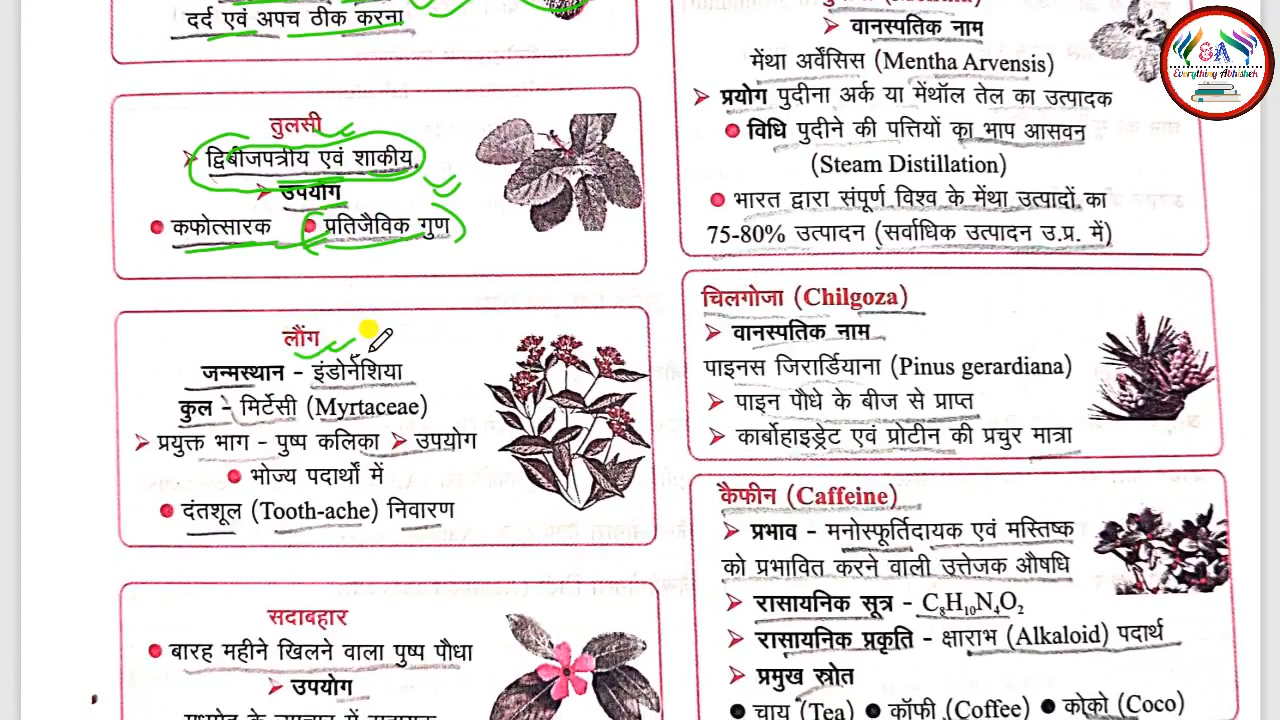 दर्द एवं अपच ठीक करना
तुलसी
➤ द्विबीजपत्रीय एवं शाकीय
➤ उपयोग
● कफोत्सारक ● प्रतिजैविक गुण
लौंग
जन्मस्थान - इंडोनेशिया
कुल - मिर्टेसी (Myrtaceae)
➤ प्रयुक्त भाग - पुष्प कलिका ➤ उपयोग
● भोज्य पदार्थों में
● दंतशूल (Tooth-ache) निवारण
सदाबहार
● बारह महीने खिलने वाला पुष्प पौधा
➤ उपयोग
➤ वानस्पतिक नाम
मेंथा अर्वेंसिस (Mentha Arvensis)
➤ प्रयोग पुदीना अर्क या मेंथॉल तेल का उत्पादक
● विधि पुदीने की पत्तियों का भाप आसवन
(Steam Distillation)
● भारत द्वारा संपूर्ण विश्व के मेंथा उत्पादों का
75-80% उत्पादन (सर्वाधिक उत्पादन उ.प्र. में)
चिलगोजा (Chilgoza)
➤ वानस्पतिक नाम
पाइनस जिरार्डियाना (Pinus gerardiana)
➤ पाइन पौधे के बीज से प्राप्त
➤ कार्बोहाइड्रेट एवं प्रोटीन की प्रचुर मात्रा
कैफीन (Caffeine)
➤ प्रभाव - मनोस्फूर्तिदायक एवं मस्तिष्क
को प्रभावित करने वाली उत्तेजक औषधि
➤ रासायनिक सूत्र - C₈H₁₀N₄O₂
➤ रासायनिक प्रकृति - क्षाराभ (Alkaloid) पदार्थ
➤ प्रमुख स्रोत
● चाय (Tea) ● कॉफी (Coffee) ● कोको (Coco)
&A
Everything Abhishek